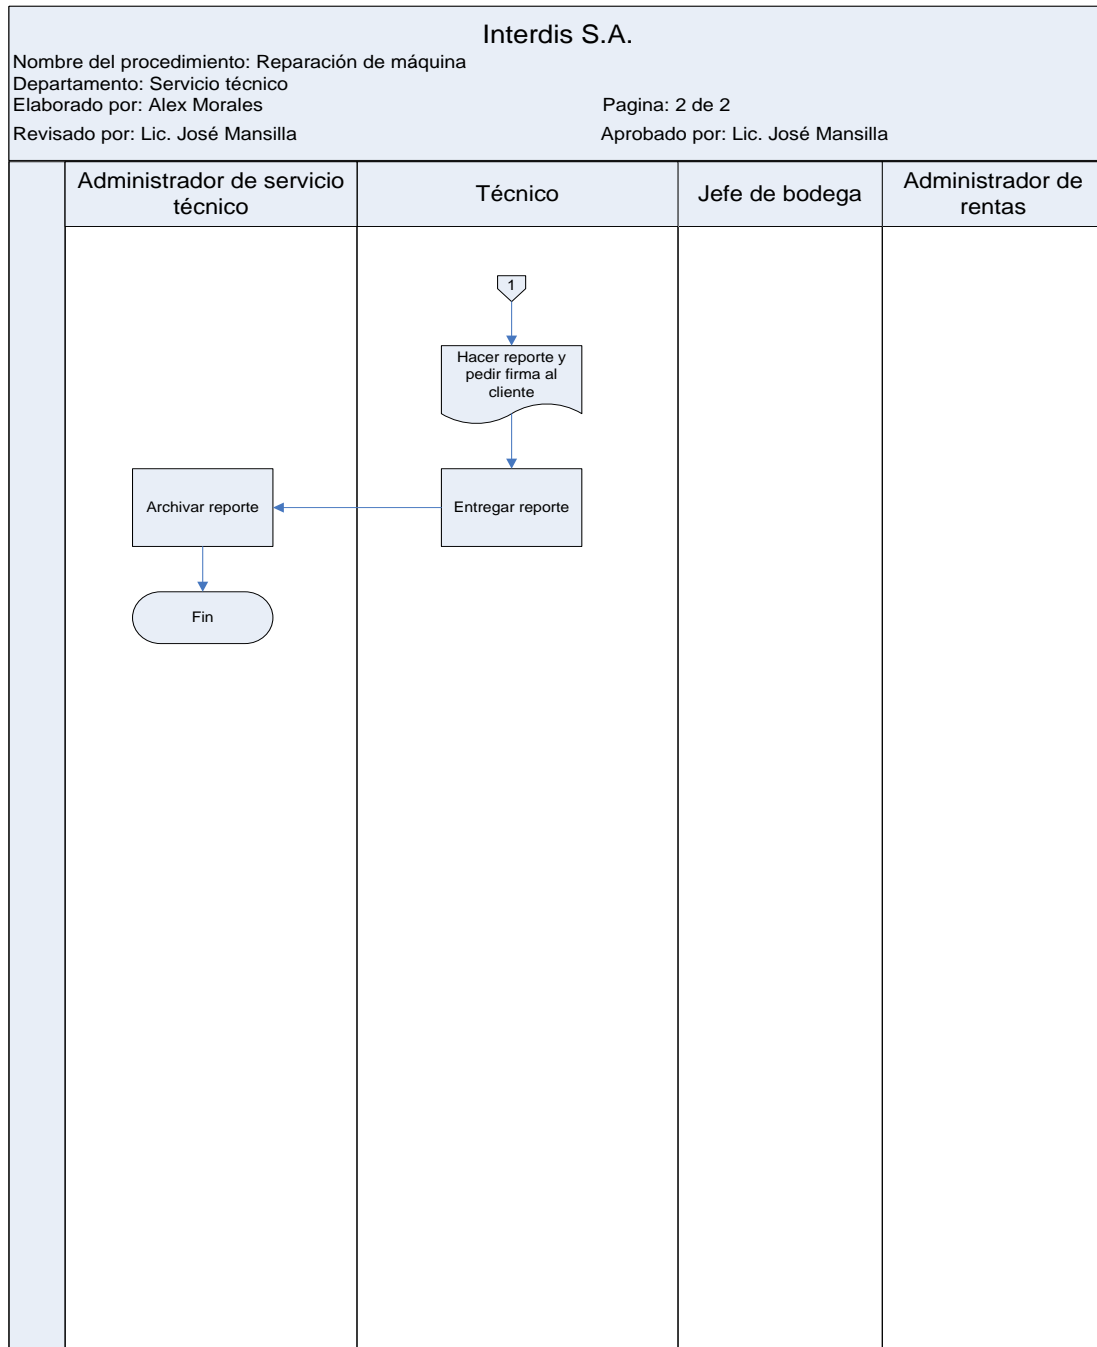 Interdis S.A.
Nombre del procedimiento: Reparación de máquina
Departamento: Servicio técnico
Elaborado por: Alex Morales
Pagina: 2 de 2
Revisado por: Lic. José Mansilla
Aprobado por: Lic. José Mansilla
Administrador de servicio
técnico
Técnico
Jefe de bodega
Administrador de
rentas
1
Hacer reporte y
pedir firma al
cliente
Entregar reporte
Archivar reporte
Fin